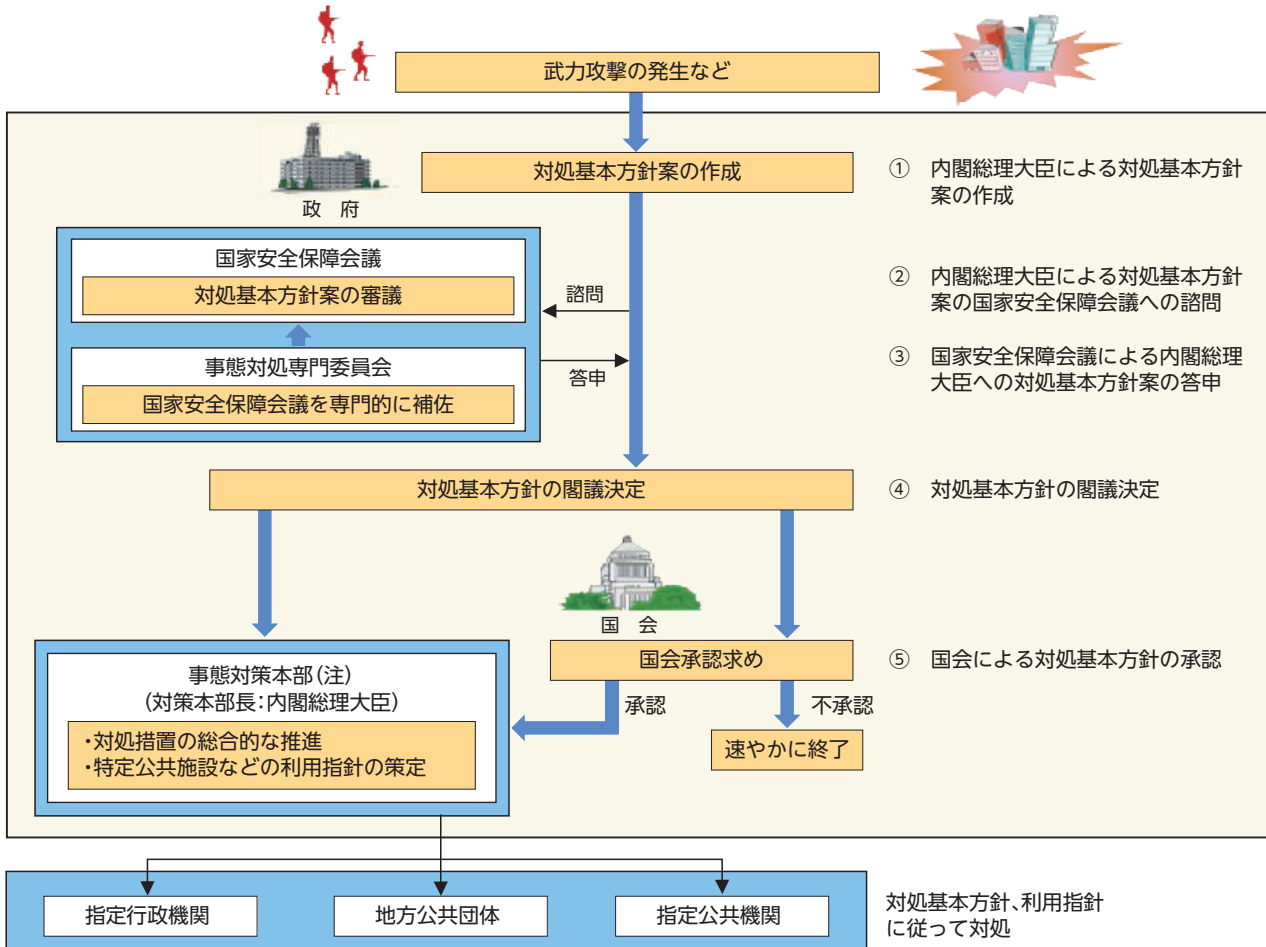 武力攻撃の発生など
対処基本方針案の作成
① 内閣総理大臣による対処基本方針
案の作成
政 府
国家安全保障会議
対処基本方針案の審議
諮問
② 内閣総理大臣による対処基本方針
案の国家安全保障会議への諮問
事態対処専門委員会
国家安全保障会議を専門的に補佐
答申
③ 国家安全保障会議による内閣総理
大臣への対処基本方針案の答申
対処基本方針の閣議決定
④ 対処基本方針の閣議決定
国 会
国会承認求め
⑤ 国会による対処基本方針の承認
承認
不承認
速やかに終了
事態対策本部(注)
(対策本部長:内閣総理大臣)
・対処措置の総合的な推進
・特定公共施設などの利用指針の策定
指定行政機関
地方公共団体
指定公共機関
対処基本方針、利用指針
に従って対処